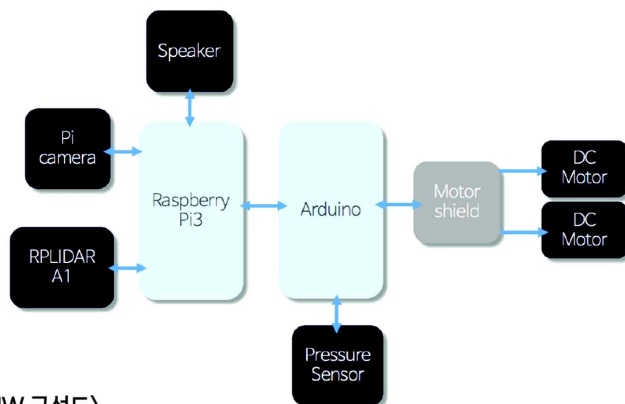 Speaker
Pi
camera
Raspberry
Pi3
Arduino
Motor
shield
DC
Motor
DC
Motor
RPLIDAR
A1
Pressure
Sensor